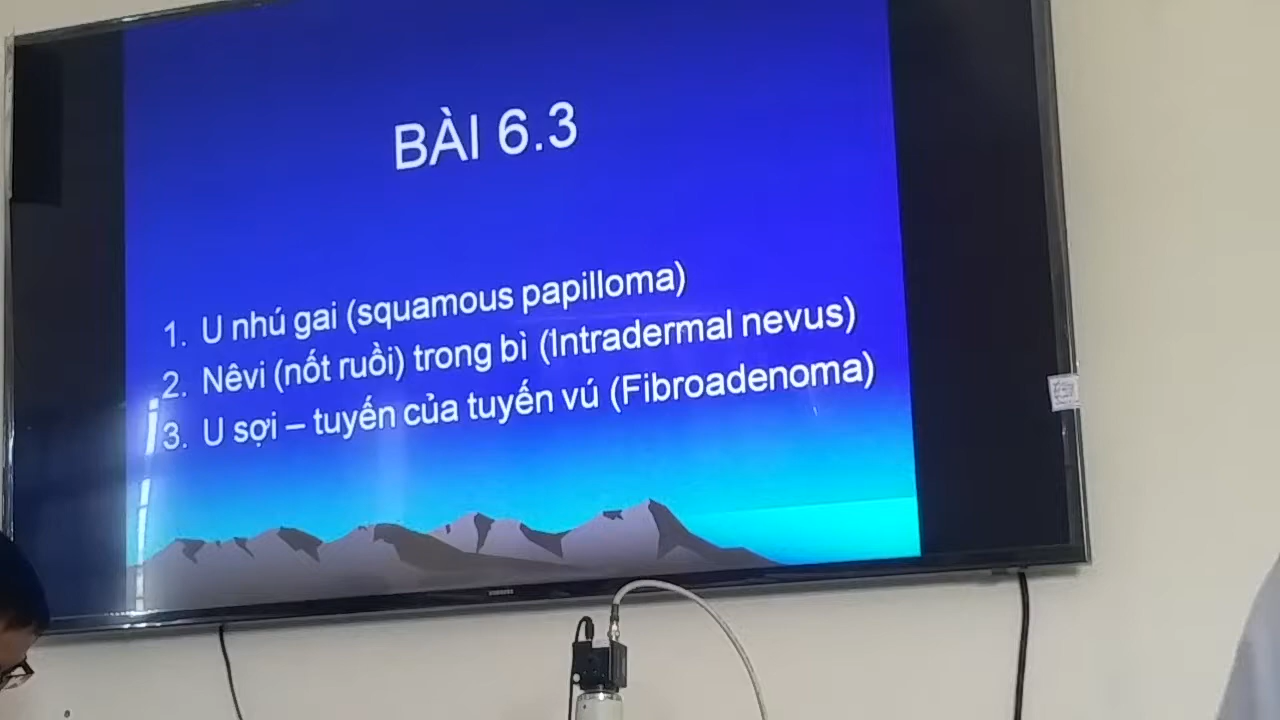 BÀI 6.3
1. U nhú gai (squamous papilloma)
2. Nêvi (nốt ruồi) trong bì (Intradermal nevus)
3. U sợi – tuyến của tuyến vú (Fibroadenoma)
SAMSUNG